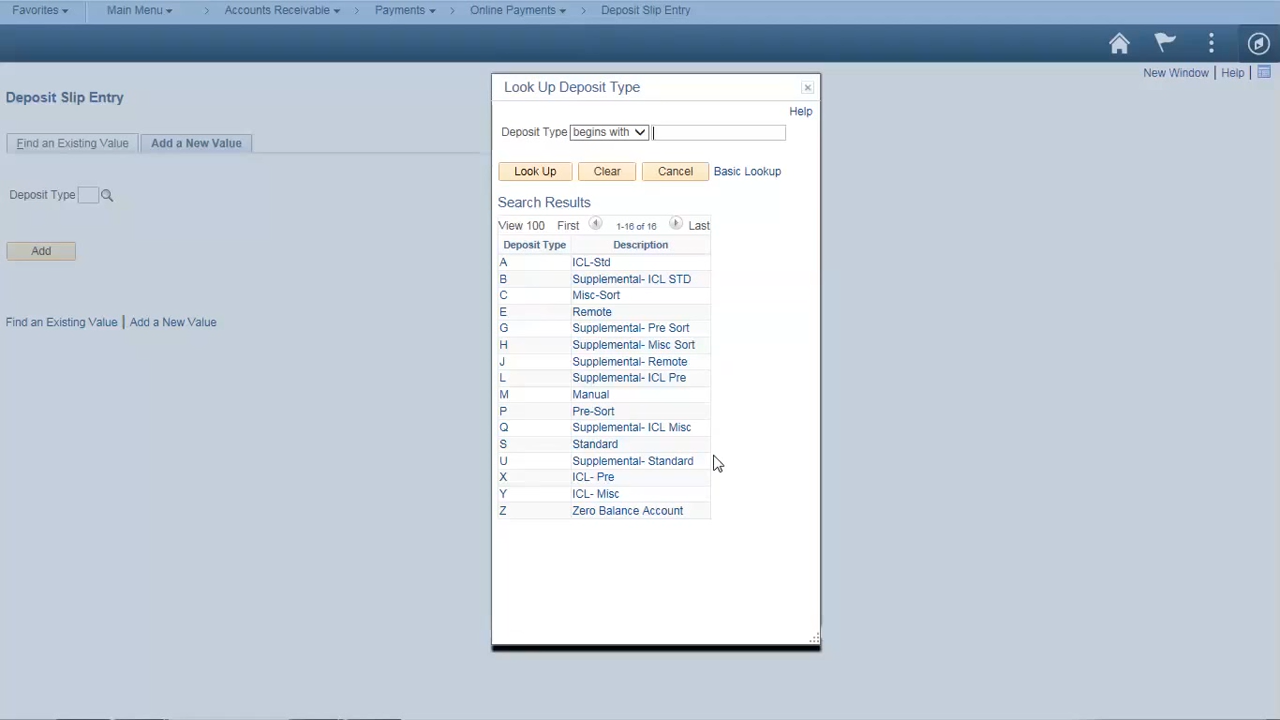 Favorites Main Menu > Accounts Receivable > Payments > Online Payments > Deposit Slip Entry
New Window | Help |
Deposit Slip Entry
Find an Existing Value Add a New Value
Deposit Type
Add
Find an Existing Value | Add a New Value
Look Up Deposit Type
Help
Deposit Type begins with
Look Up Clear Cancel Basic Lookup
Search Results
View 100 First 1-16 of 16 Last
Deposit Type Description
A ICL-Std
B Supplemental- ICL STD
C Misc-Sort
E Remote
G Supplemental- Pre Sort
H Supplemental- Misc Sort
J Supplemental- Remote
L Supplemental- ICL Pre
M Manual
P Pre-Sort
Q Supplemental- ICL Misc
S Standard
U Supplemental- Standard
X ICL- Pre
Y ICL- Misc
Z Zero Balance Account